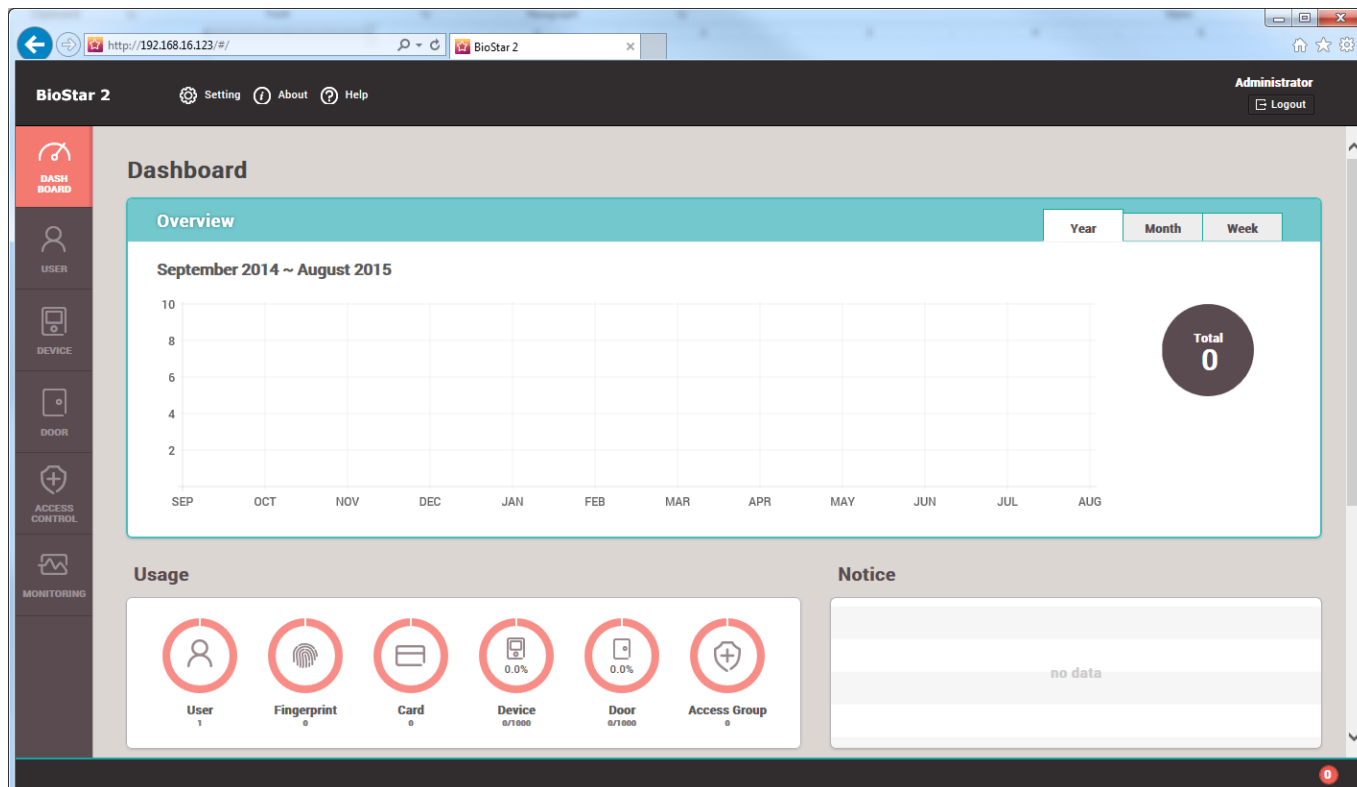 http://192.168.16.123/#/
BioStar 2
BioStar 2
Setting
About
Help
Administrator
Logout
DASH
BOARD
USER
DEVICE
DOOR
ACCESS
CONTROL
MONITORING
Dashboard
Overview
Year Month Week
September 2014 ~ August 2015
10
8
6
4
2
SEP OCT NOV DEC JAN FEB MAR APR MAY JUN JUL AUG
Total
0
Usage
0.0% 0.0%
User Fingerprint Card Device Door Access Group
1 0 0 0/1000 0/1000 0
Notice
no data
0